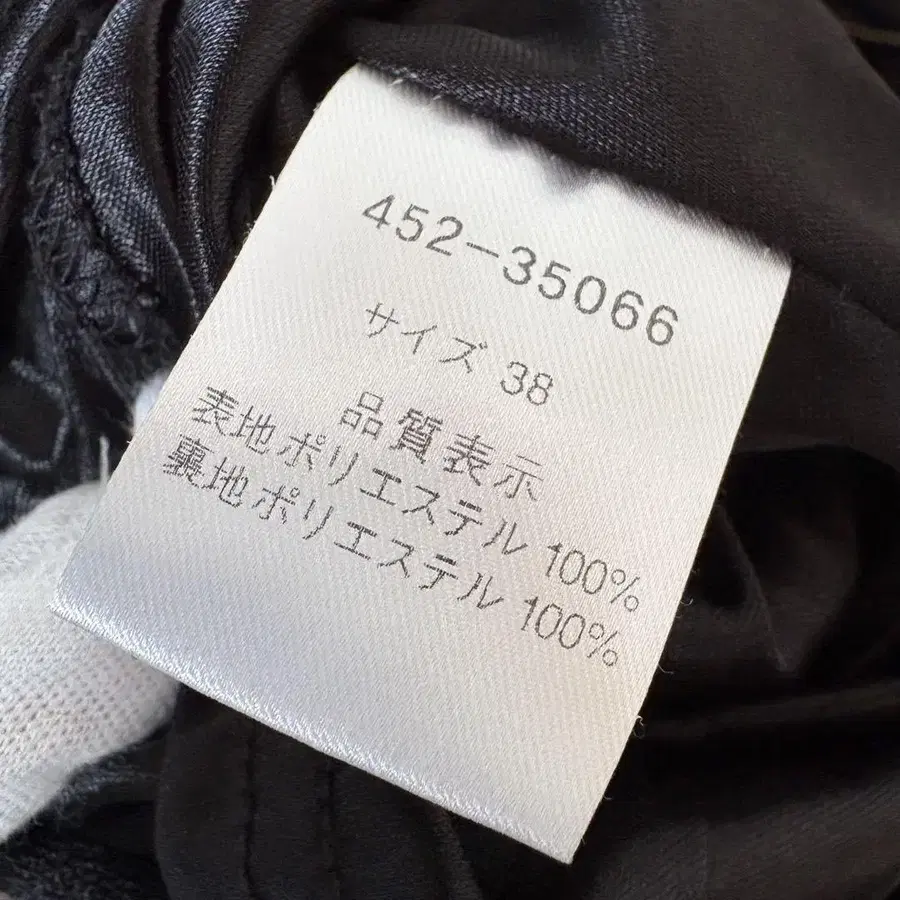 452-35066
サイズ 38
品質表示
表地ポリエステル 100%
裏地ポリエステル 100%